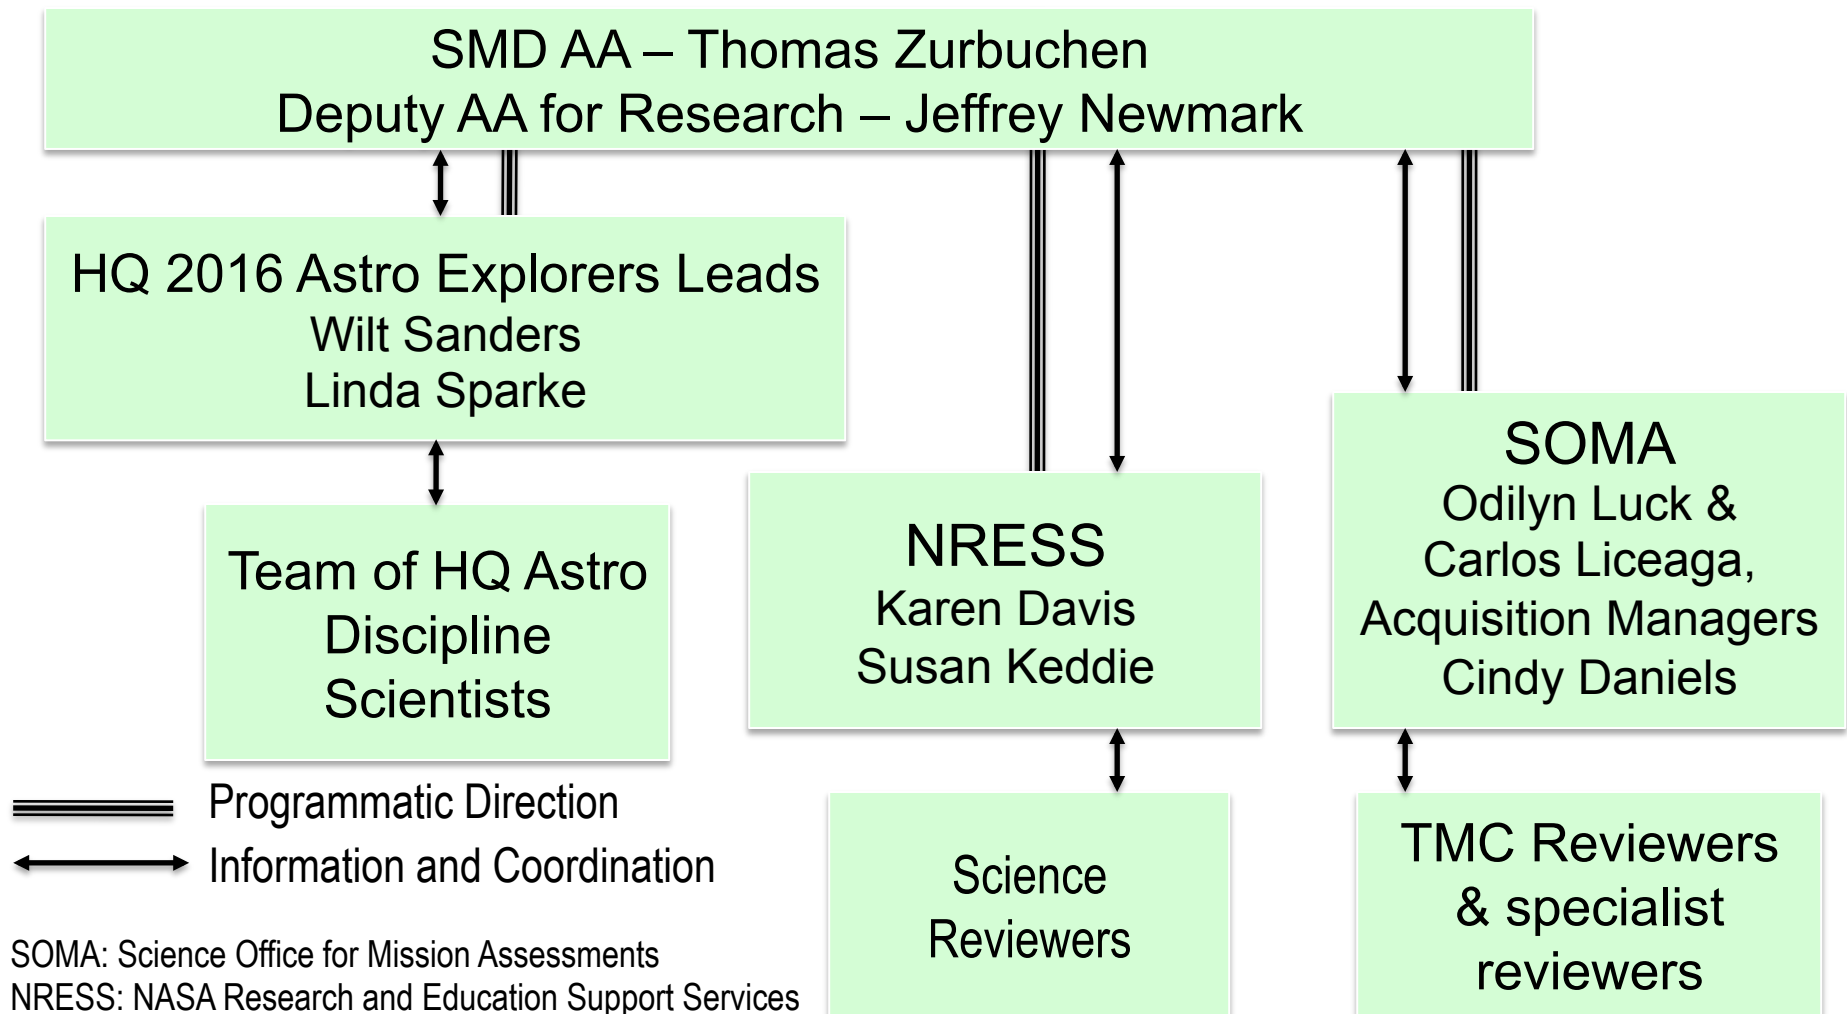 SMD AA – Thomas Zurbuchen
Deputy AA for Research – Jeffrey Newmark
HQ 2016 Astro Explorers Leads
Wilt Sanders
Linda Sparke
Team of HQ Astro
Discipline
Scientists
NRESS
Karen Davis
Susan Keddie
SOMA
Odilyn Luck &
Carlos Liceaga,
Acquisition Managers
Cindy Daniels
Science
Reviewers
TMC Reviewers
& specialist
reviewers
Programmatic Direction
Information and Coordination
SOMA: Science Office for Mission Assessments
NRESS: NASA Research and Education Support Services